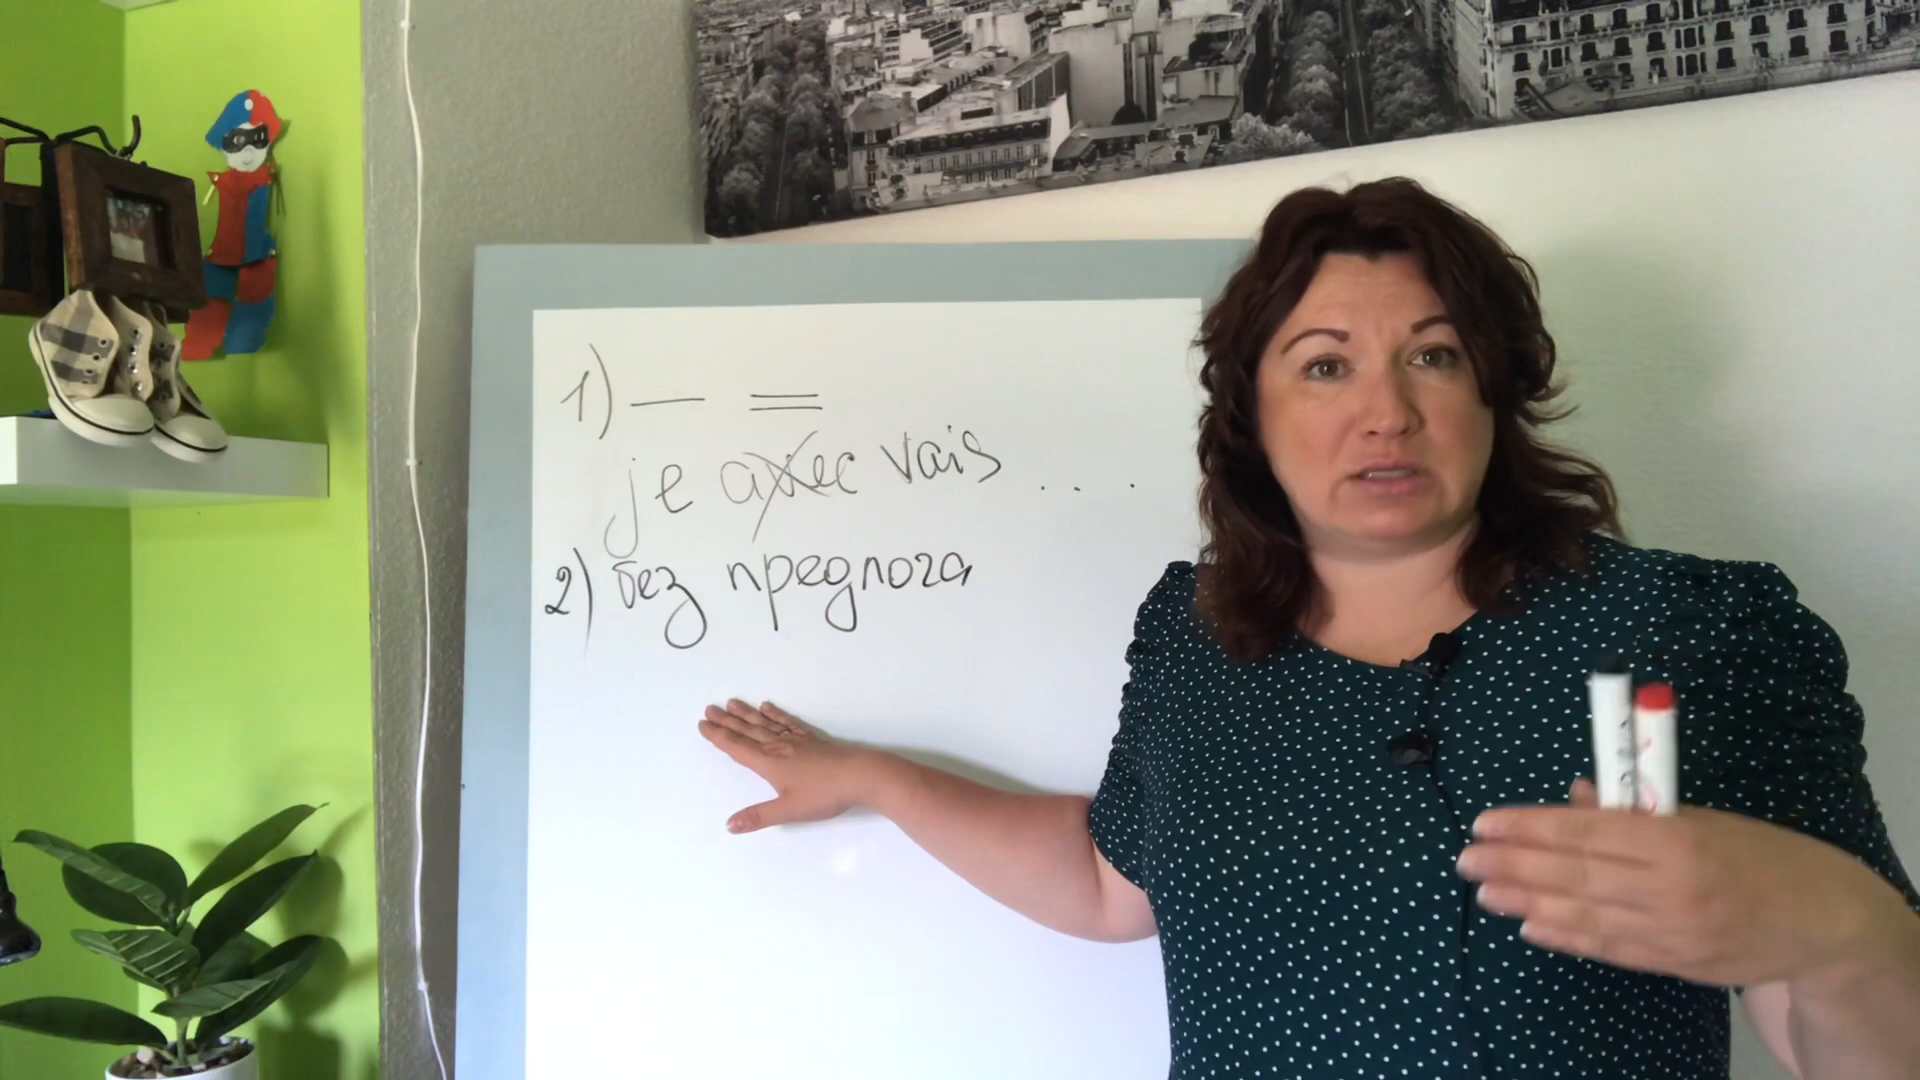 1) — =
je avec vais ....
2) без предлога